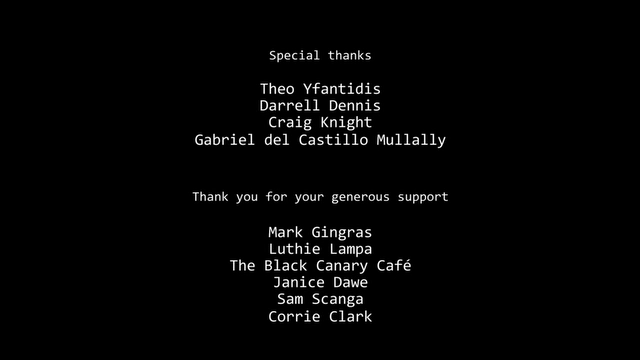 Special thanks
Theo Yfantidis
Darrell Dennis
Craig Knight
Gabriel del Castillo Mullally
Thank you for your generous support
Mark Gingras
Luthie Lampa
The Black Canary Café
Janice Dawe
Sam Scanga
Corrie Clark